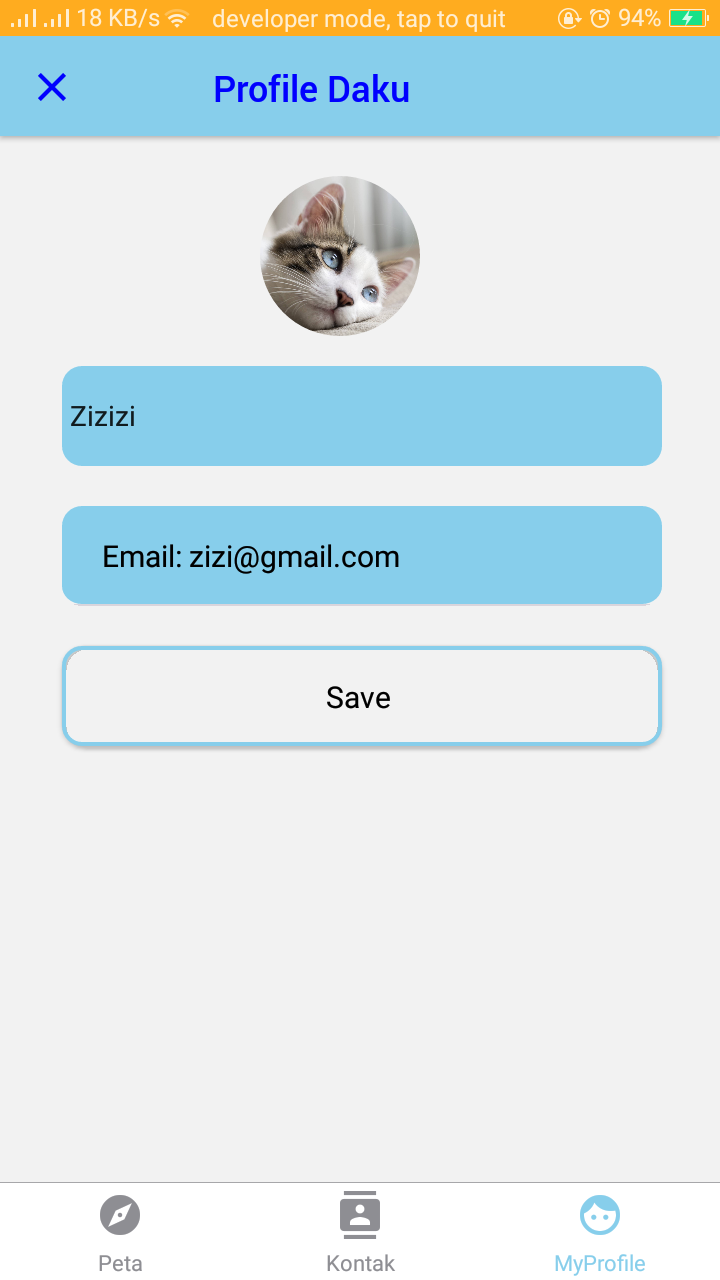 18 KB/s developer mode, tap to quit 94%
Profile Daku
Zizizi
Email: zizi@gmail.com
Save
Peta Kontak MyProfile